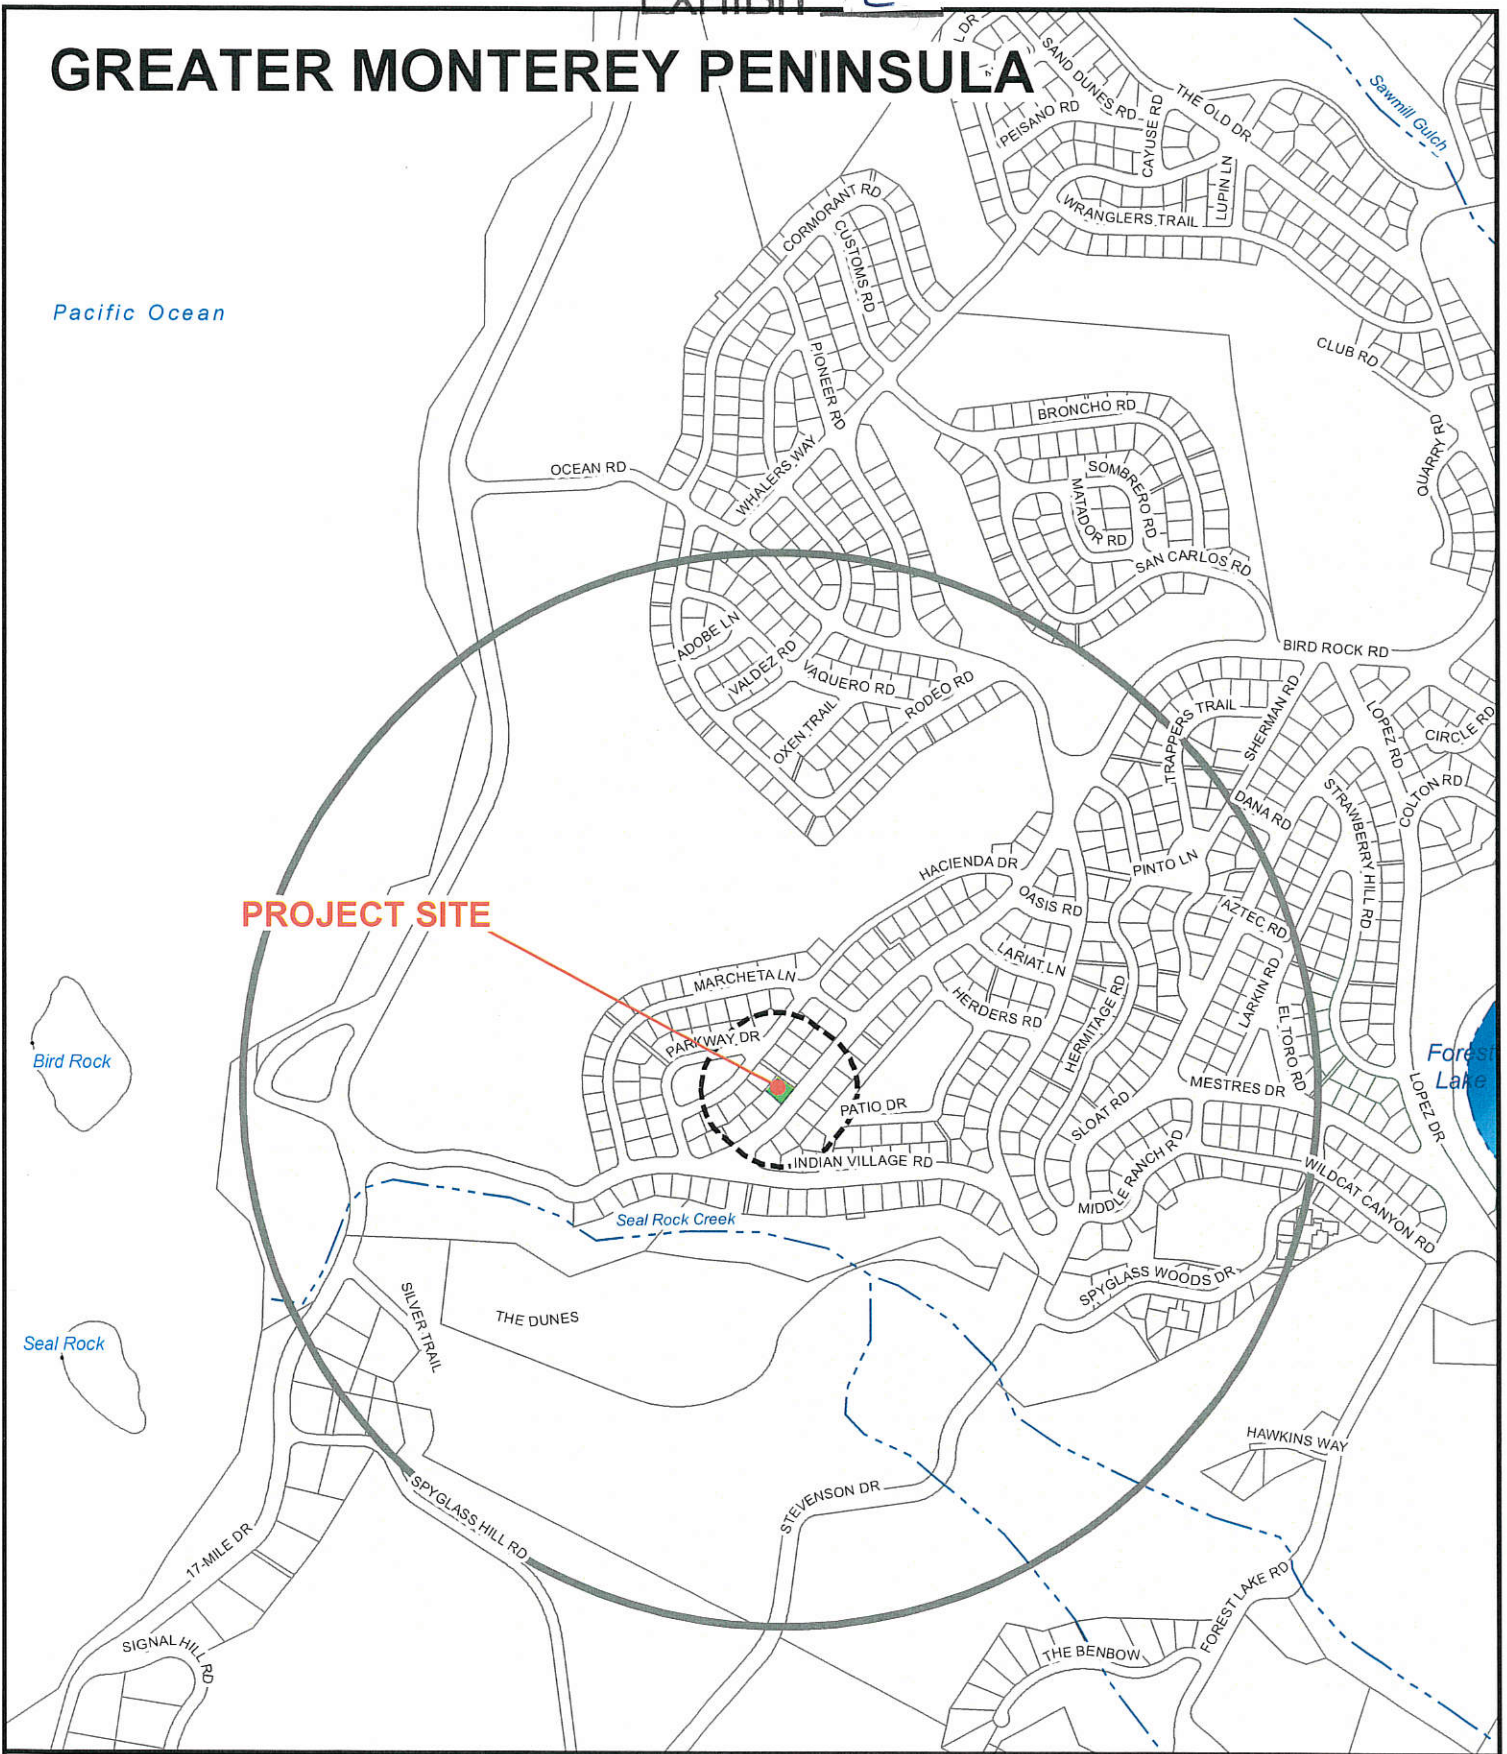 EXHIBIT
GREATER MONTEREY PENINSULA
L DR
SAND DUNES RD
THE OLD DR
Sawmill Gulch
PEISANO RD
CAYUSE RD
LUPIN LN
WRANGLERS TRAIL
CORMORANT RD
CUSTOMS RD
Pacific Ocean
PIONEER RD
CLUB RD
BRONCHO RD
QUARRY RD
OCEAN RD
WHALERS WAY
SOMBRERO RD
MATADOR RD
SAN CARLOS RD
ADOBE LN
VALDEZ RD
VAQUERO RD
RODEO RD
OXEN TRAIL
BIRD ROCK RD
TRAPPERS TRAIL
SHERMAN RD
LOPEZ RD
CIRCLE RD
COLTON RD
STRAWBERRY HILL RD
DANA RD
HACIENDA DR
PINTO LN
OASIS RD
AZTEC RD
PROJECT SITE
LARIAT LN
MARCHETA LN
HERDERS RD
HERMITAGE RD
LARKIN RD
EL TORRO RD
PARKWAY DR
Bird Rock
Forest
Lake
MESTRES DR
PATIO DR
SLOAT RD
LOPEZ DR
INDIAN VILLAGE RD
MIDDLE RANCH RD
WILDCAT CANYON RD
Seal Rock Creek
SPYGLASS WOODS DR
SILVER TRAIL
THE DUNES
Seal Rock
HAWKINS WAY
SPYGLASS HILL RD
STEVENSON DR
17-MILE DR
FOREST LAKE RD
SIGNAL HILL RD
THE BENBOW